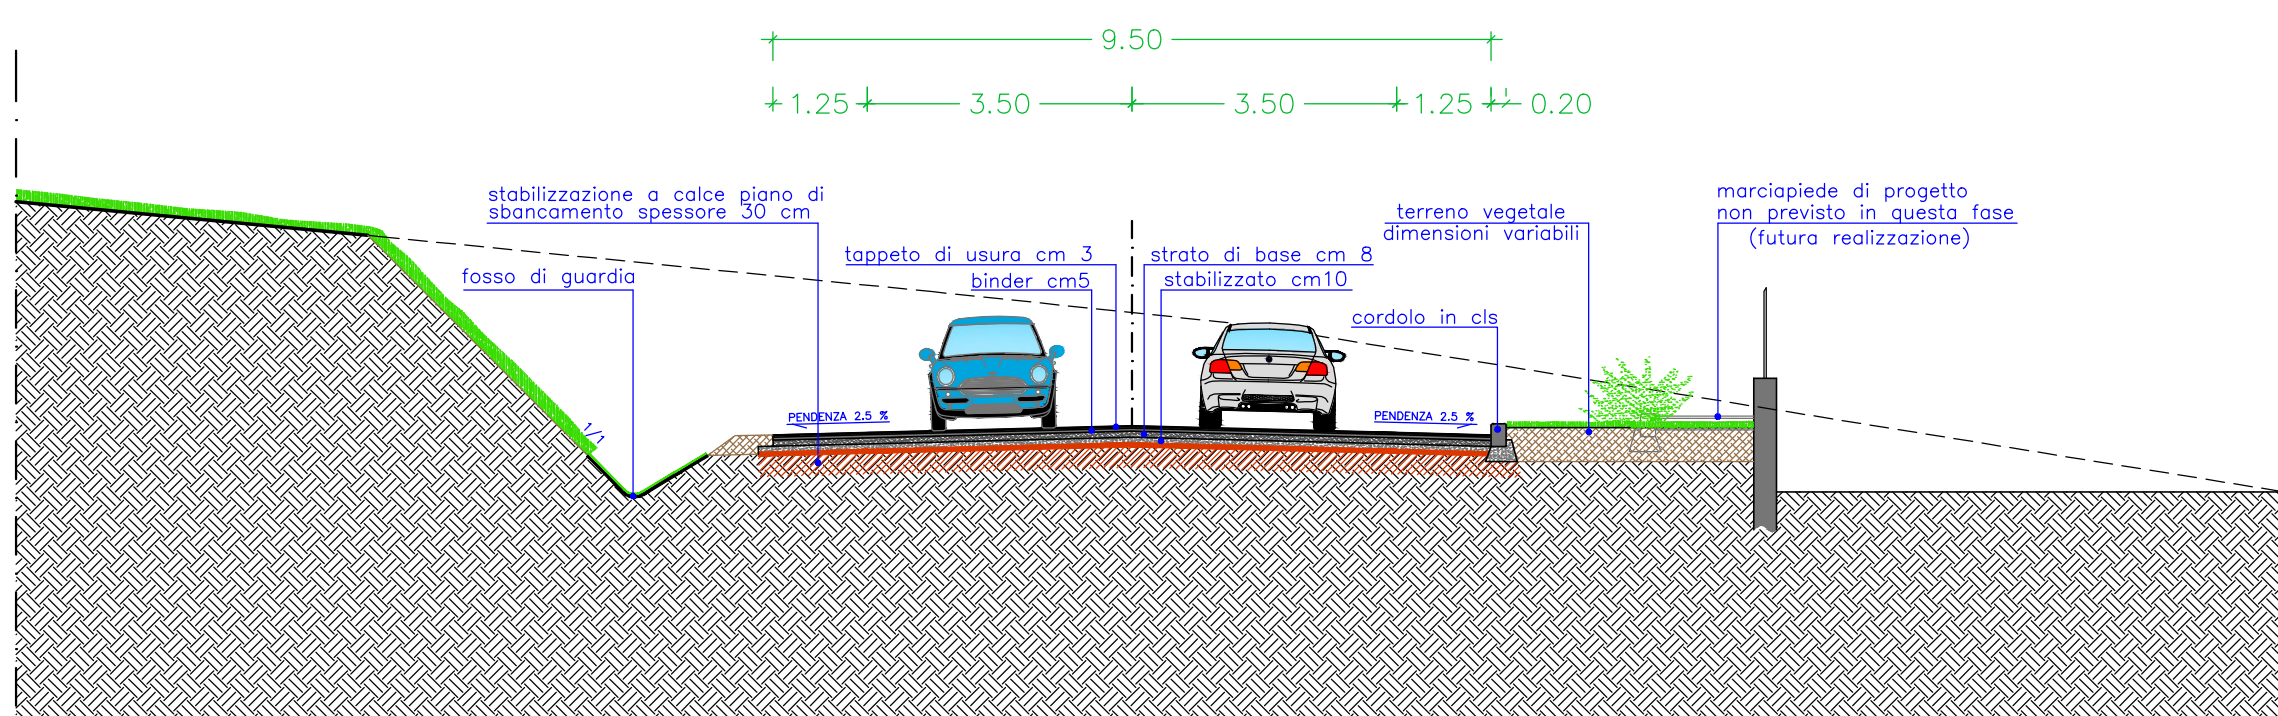 9.50
1.25 3.50 3.50 1.25 0.20
stabilizzazione a calce piano di
sbancamento spessore 30 cm
fosso di guardia
tappeto di usura cm 3
binder cm5
strato di base cm 8
stabilizzato cm10
cordolo in cls
terreno vegetale
dimensioni variabili
marciapiede di progetto
non previsto in questa fase
(futura realizzazione)
PENDENZA 2.5 %
PENDENZA 2.5 %
1/1